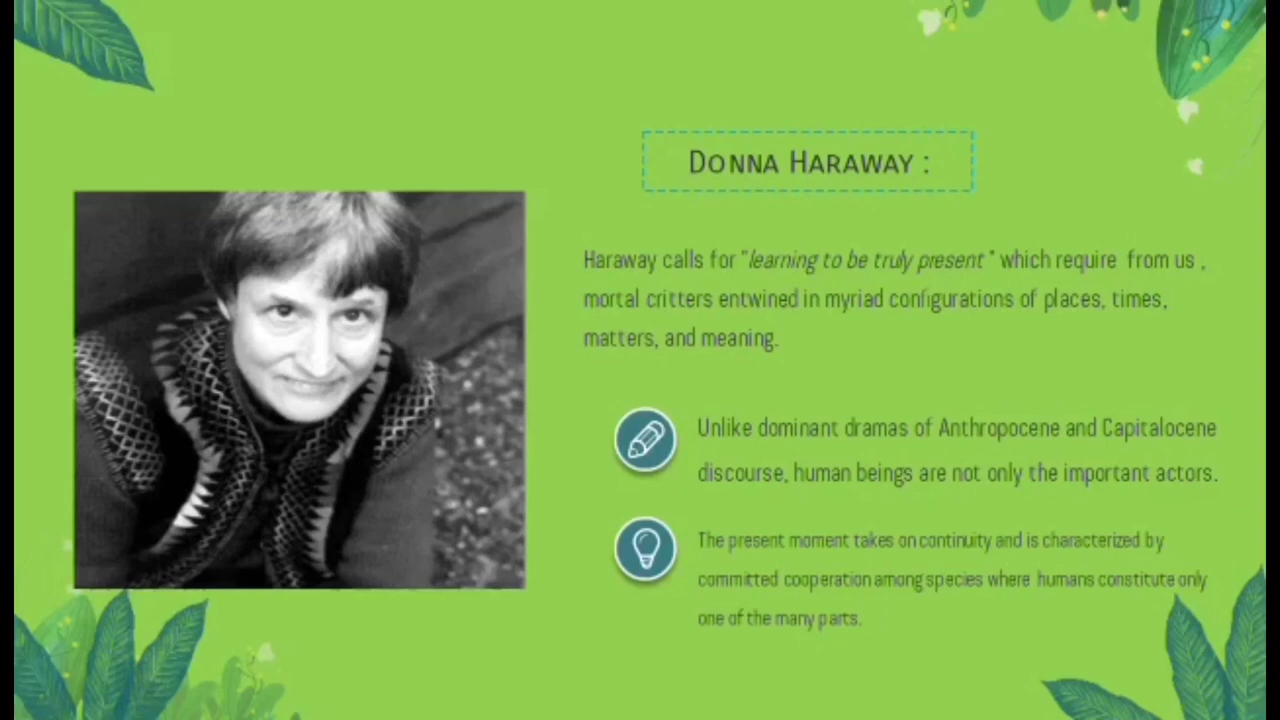 DONNA HARAWAY :
Haraway calls for "learning to be truly present " which require from us ,
mortal critters entwined in myriad configurations of places, times,
matters, and meaning.
Unlike dominant dramas of Anthropocene and Capitalocene
discourse, human beings are not only the important actors.
The present moment takes on continuity and is characterized by
committed cooperation among species where humans constitute only
one of the many parts.